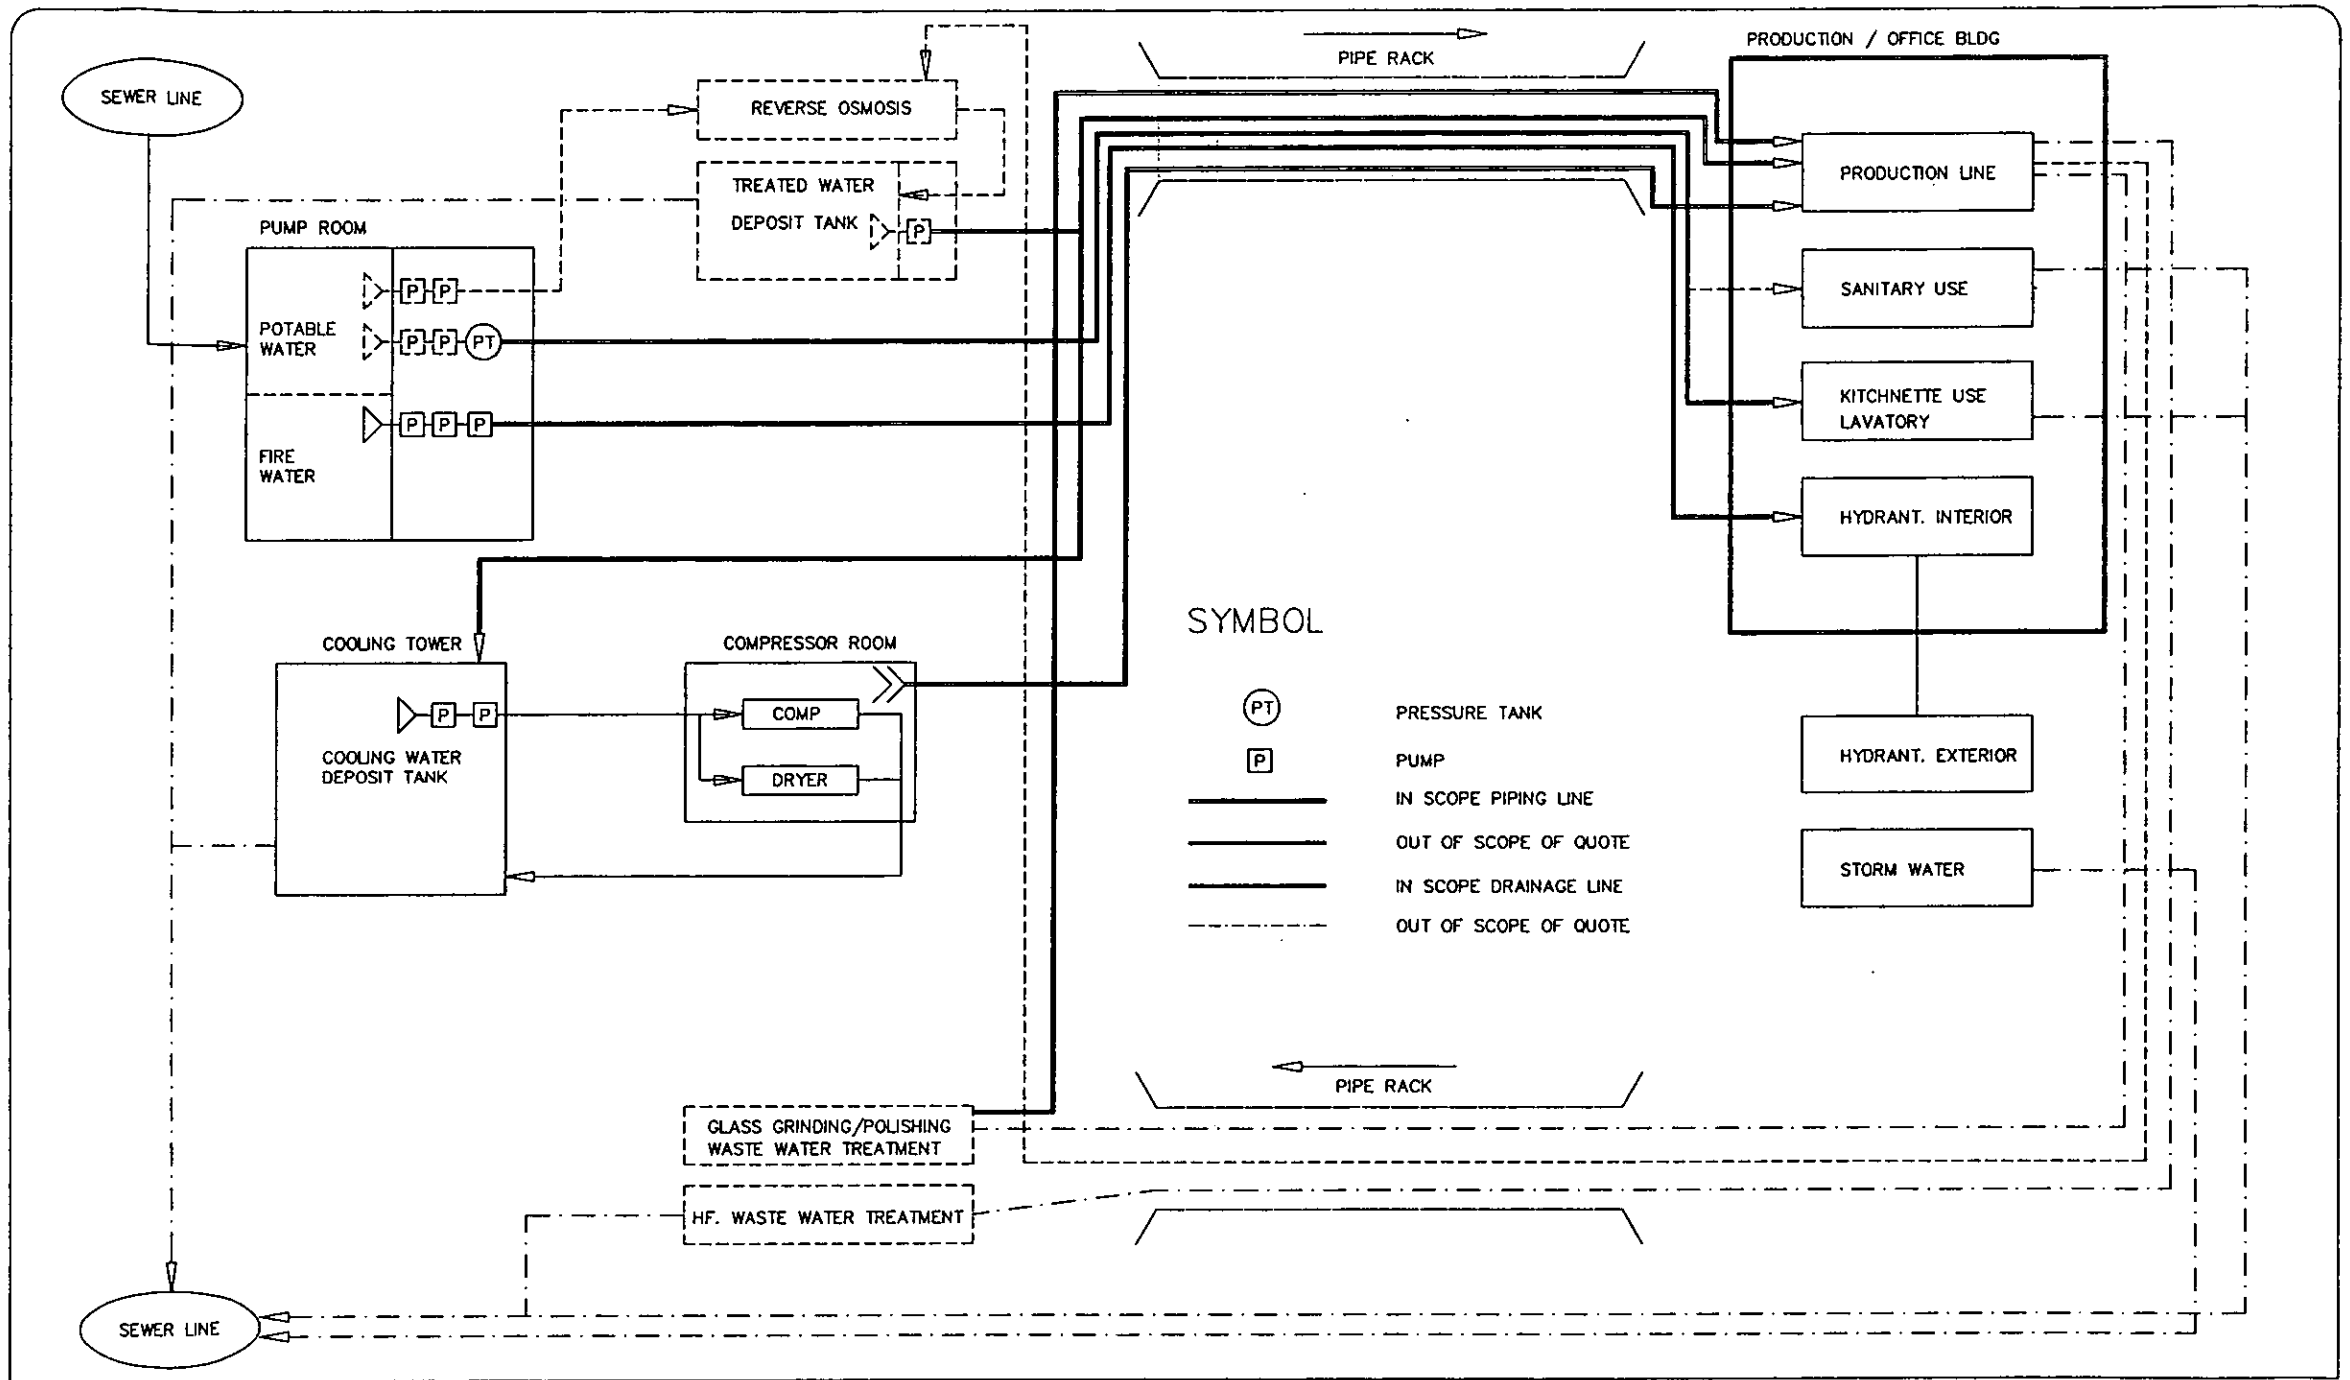 PIPE RACK
PRODUCTION / OFFICE BLDG
SEWER LINE
REVERSE OSMOSIS
TREATED WATER
DEPOSIT TANK
P
PUMP ROOM
POTABLE
WATER
P P
P P PT
P P P
FIRE
WATER
PRODUCTION LINE
SANITARY USE
KITCHNETTE USE
LAVATORY
HYDRANT. INTERIOR
HYDRANT. EXTERIOR
STORM WATER
COOLING TOWER
P P
COOLING WATER
DEPOSIT TANK
COMPRESSOR ROOM
COMP
DRYER
SYMBOL
PT PRESSURE TANK
P PUMP
IN SCOPE PIPING LINE
OUT OF SCOPE OF QUOTE
IN SCOPE DRAINAGE LINE
OUT OF SCOPE OF QUOTE
PIPE RACK
GLASS GRINDING/POLISHING
WASTE WATER TREATMENT
HF. WASTE WATER TREATMENT
SEWER LINE